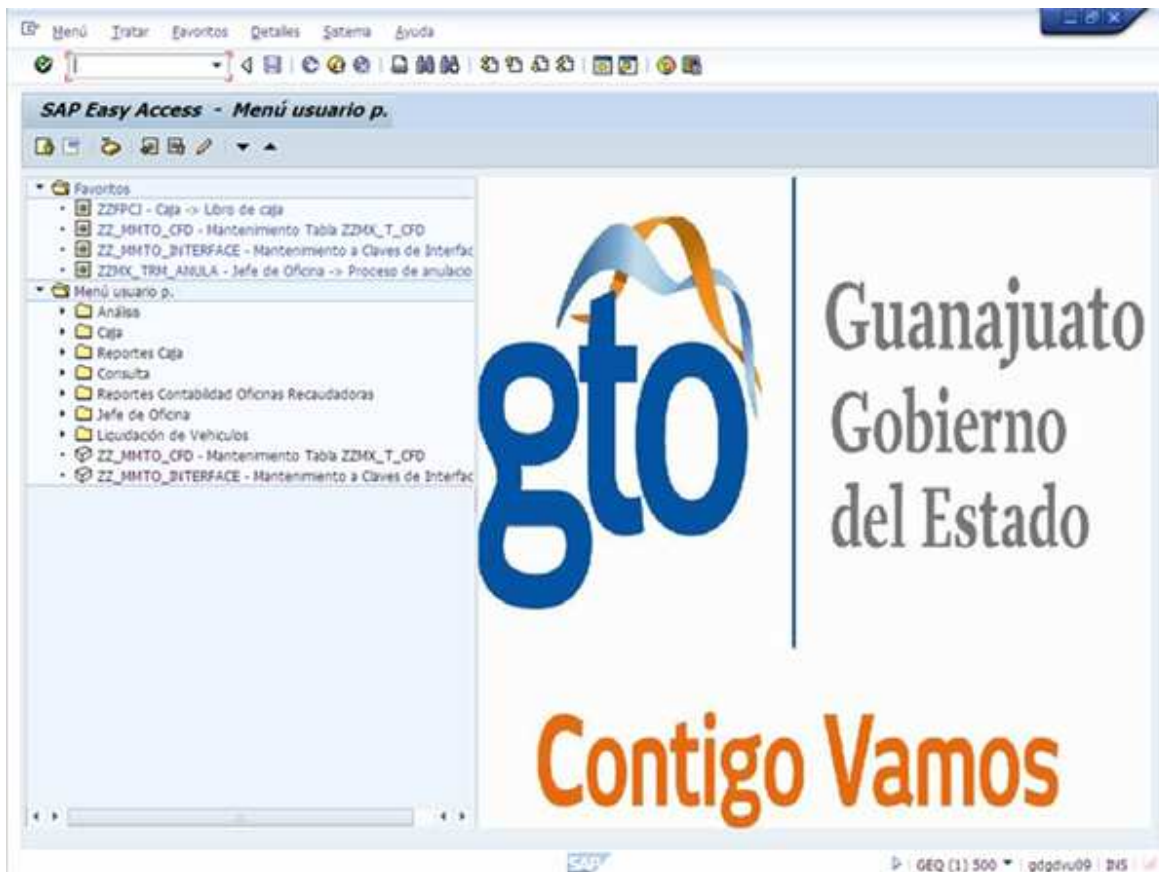 Menú Tratar Favoritos Detalles Sistema Ayuda
SAP Easy Access - Menú usuario p.
Favoritos
ZZFPCJ - Caja -> Libro de caja
ZZ_MMTO_CFD - Mantenimiento Tabla ZZMX_T_CFD
ZZ_MMTO_INTERFACE - Mantenimiento a Claves de Interfac
ZZMX_TRM_ANULA - Jefe de Oficina -> Proceso de anulacio
Menú usuario p.
Análisis
Caja
Reportes Caja
Consulta
Reportes Contabilidad Oficinas Recaudadoras
Jefe de Oficina
Liquidación de Vehiculos
ZZ_MMTO_CFD - Mantenimiento Tabla ZZMX_T_CFD
ZZ_MMTO_INTERFACE - Mantenimiento a Claves de Interfac
gto
Guanajuato
Gobierno
del Estado
Contigo Vamos
SAP
GEQ (1) 500 gdgdvu09 INS